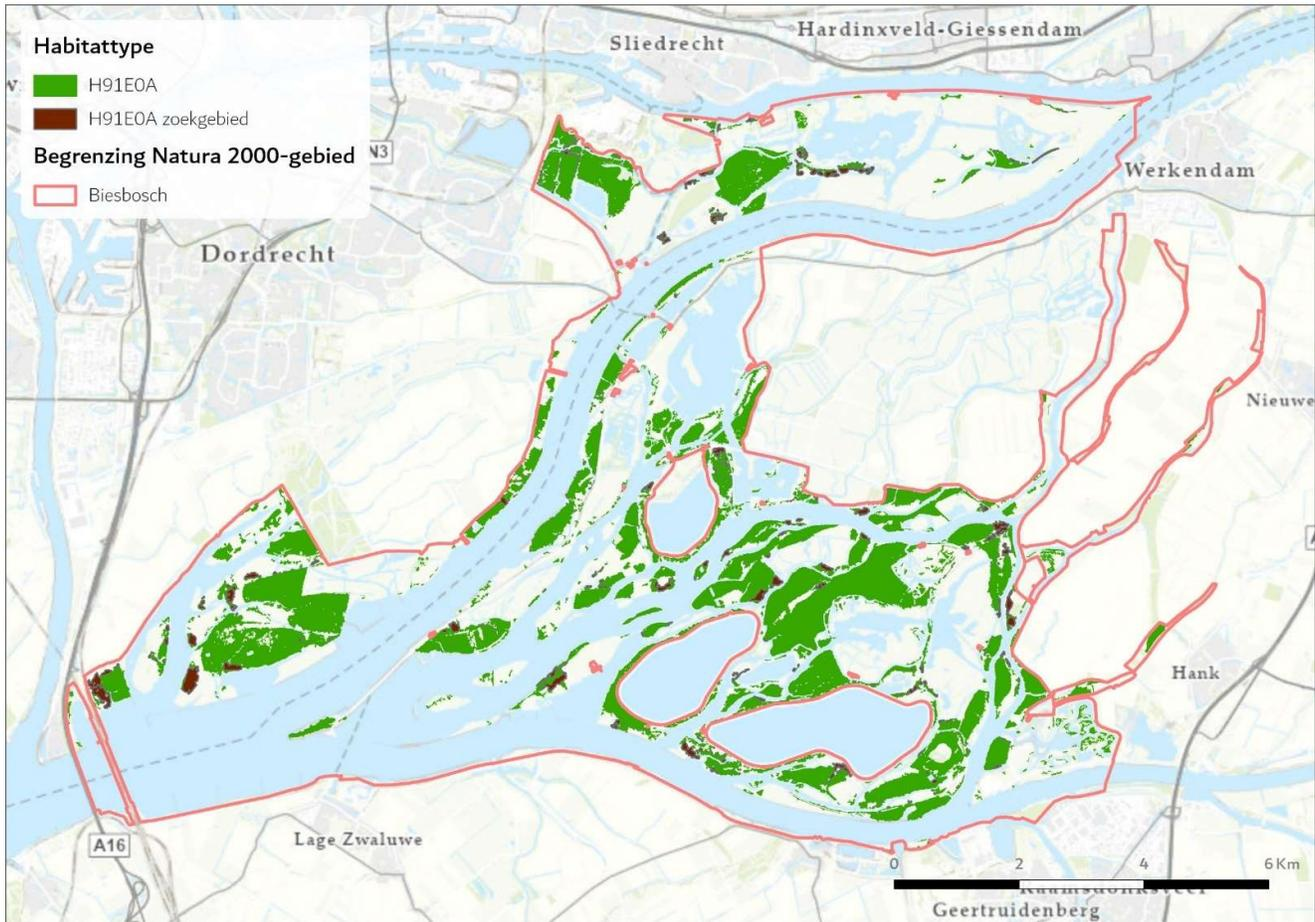 Habitattype
H91E0A
H91E0A zoekgebied
Begrenzing Natura 2000-gebied
Biesbosch
Sliedrecht
Hardinxveld-Giessendam
N3
Werkendam
Dordrecht
Nieuwe
Hank
A16
Lage Zwaluwe
0 2 4 6 Km
Raamsdonksveer
Geertruidenberg